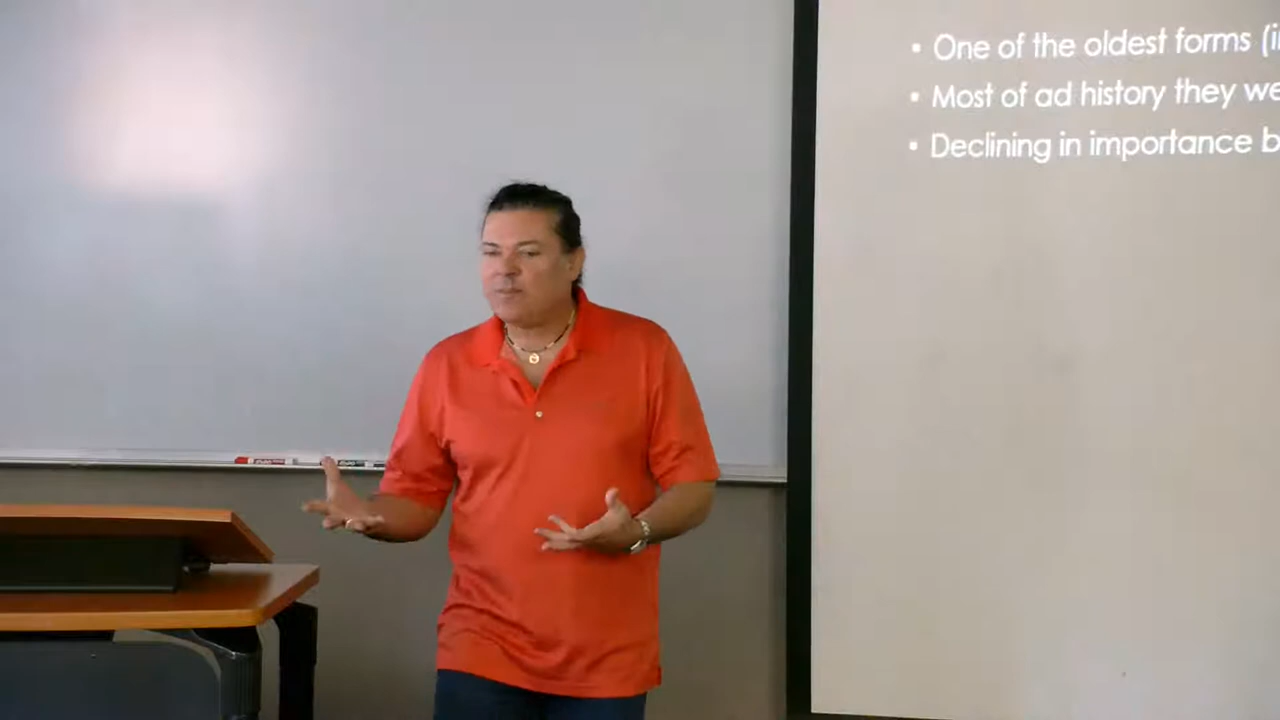 ▪ One of the oldest forms (i
▪ Most of ad history they we
▪ Declining in importance b